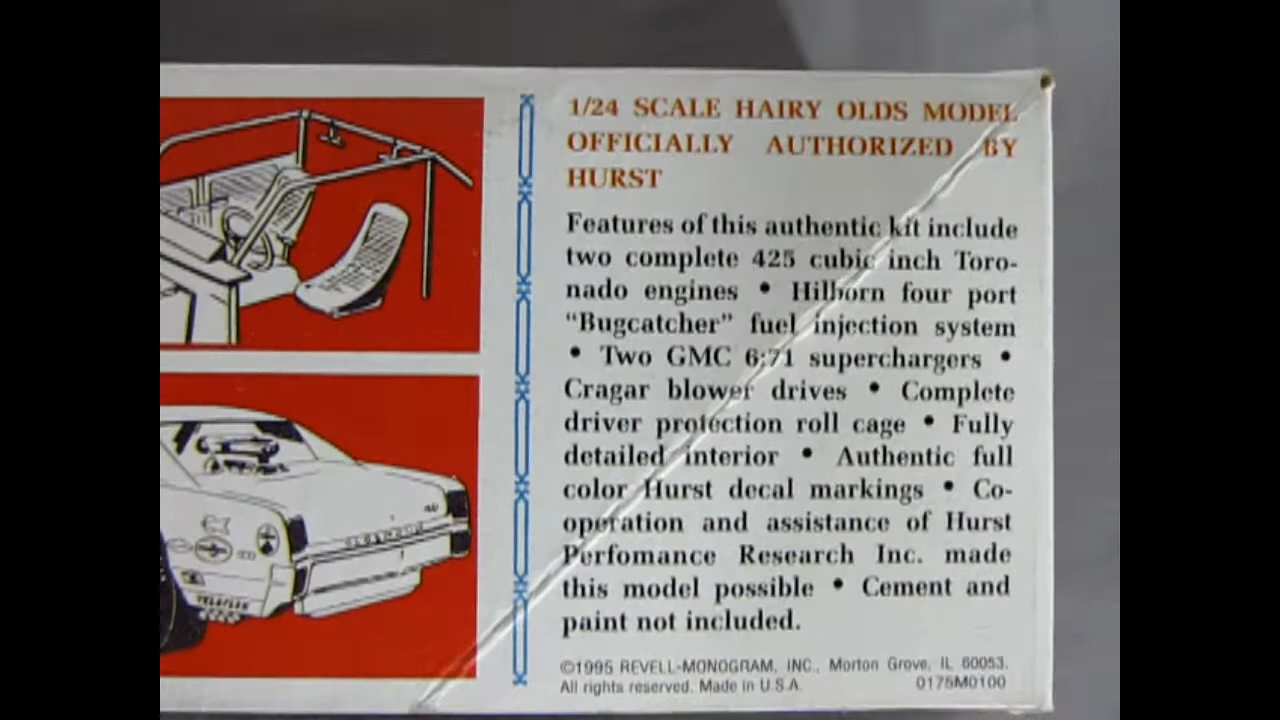 1/24 SCALE HAIRY OLDS MODEL
OFFICIALLY AUTHORIZED BY
HURST
Features of this authentic kit include
two complete 425 cubic inch Toro-
nado engines • Hilborn four port
“Bugcatcher” fuel injection system
• Two GMC 6:71 superchargers •
Cragar blower drives • Complete
driver protection roll cage • Fully
detailed interior • Authentic full
color Hurst decal markings • Co-
operation and assistance of Hurst
Perfomance Research Inc. made
this model possible • Cement and
paint not included.
©1995 REVELL-MONOGRAM, INC., Morton Grove, IL 60053.
All rights reserved. Made in U.S.A. 0175M0100